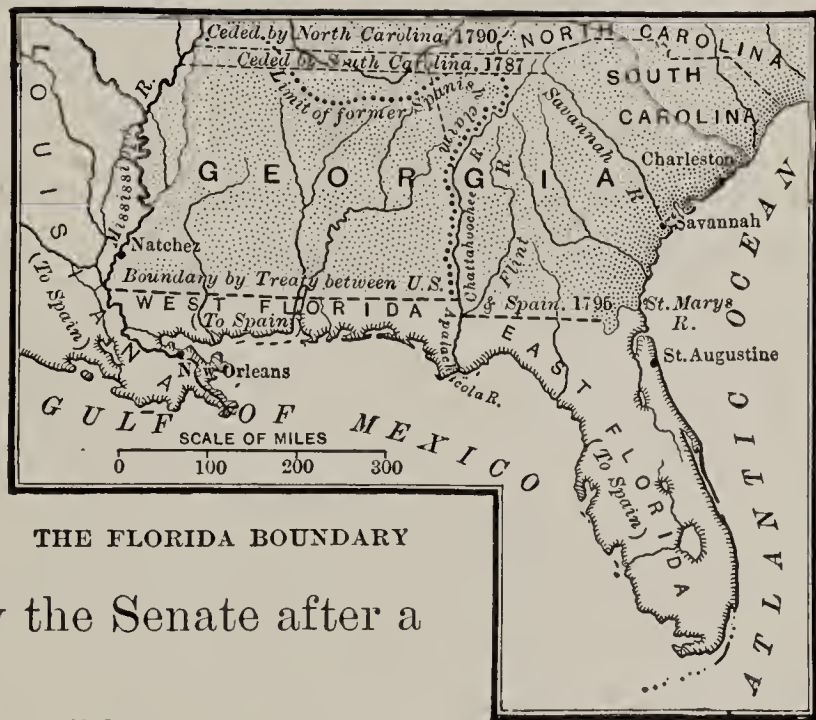 Ceded by North Carolina, 1790
NORTH CAROLINA
Ceded by South Carolina, 1787
Limit of former Spanish claim
SOUTH
CAROLINA
LOUISIANA
(To Spain)
Mississippi R.
GEORGIA
Savannah R
Charleston
Savannah
Chattahoochee R
Flint R
Natchez
Boundary by Treaty between U.S. & Spain, 1795
WEST FLORIDA
(To Spain)
St. Marys
R.
Apalachicola R.
St. Augustine
New Orleans
EAST FLORIDA
(To Spain)
GULF OF MEXICO
ATLANTIC OCEAN
SCALE OF MILES
0 100 200 300
THE FLORIDA BOUNDARY
the Senate after a